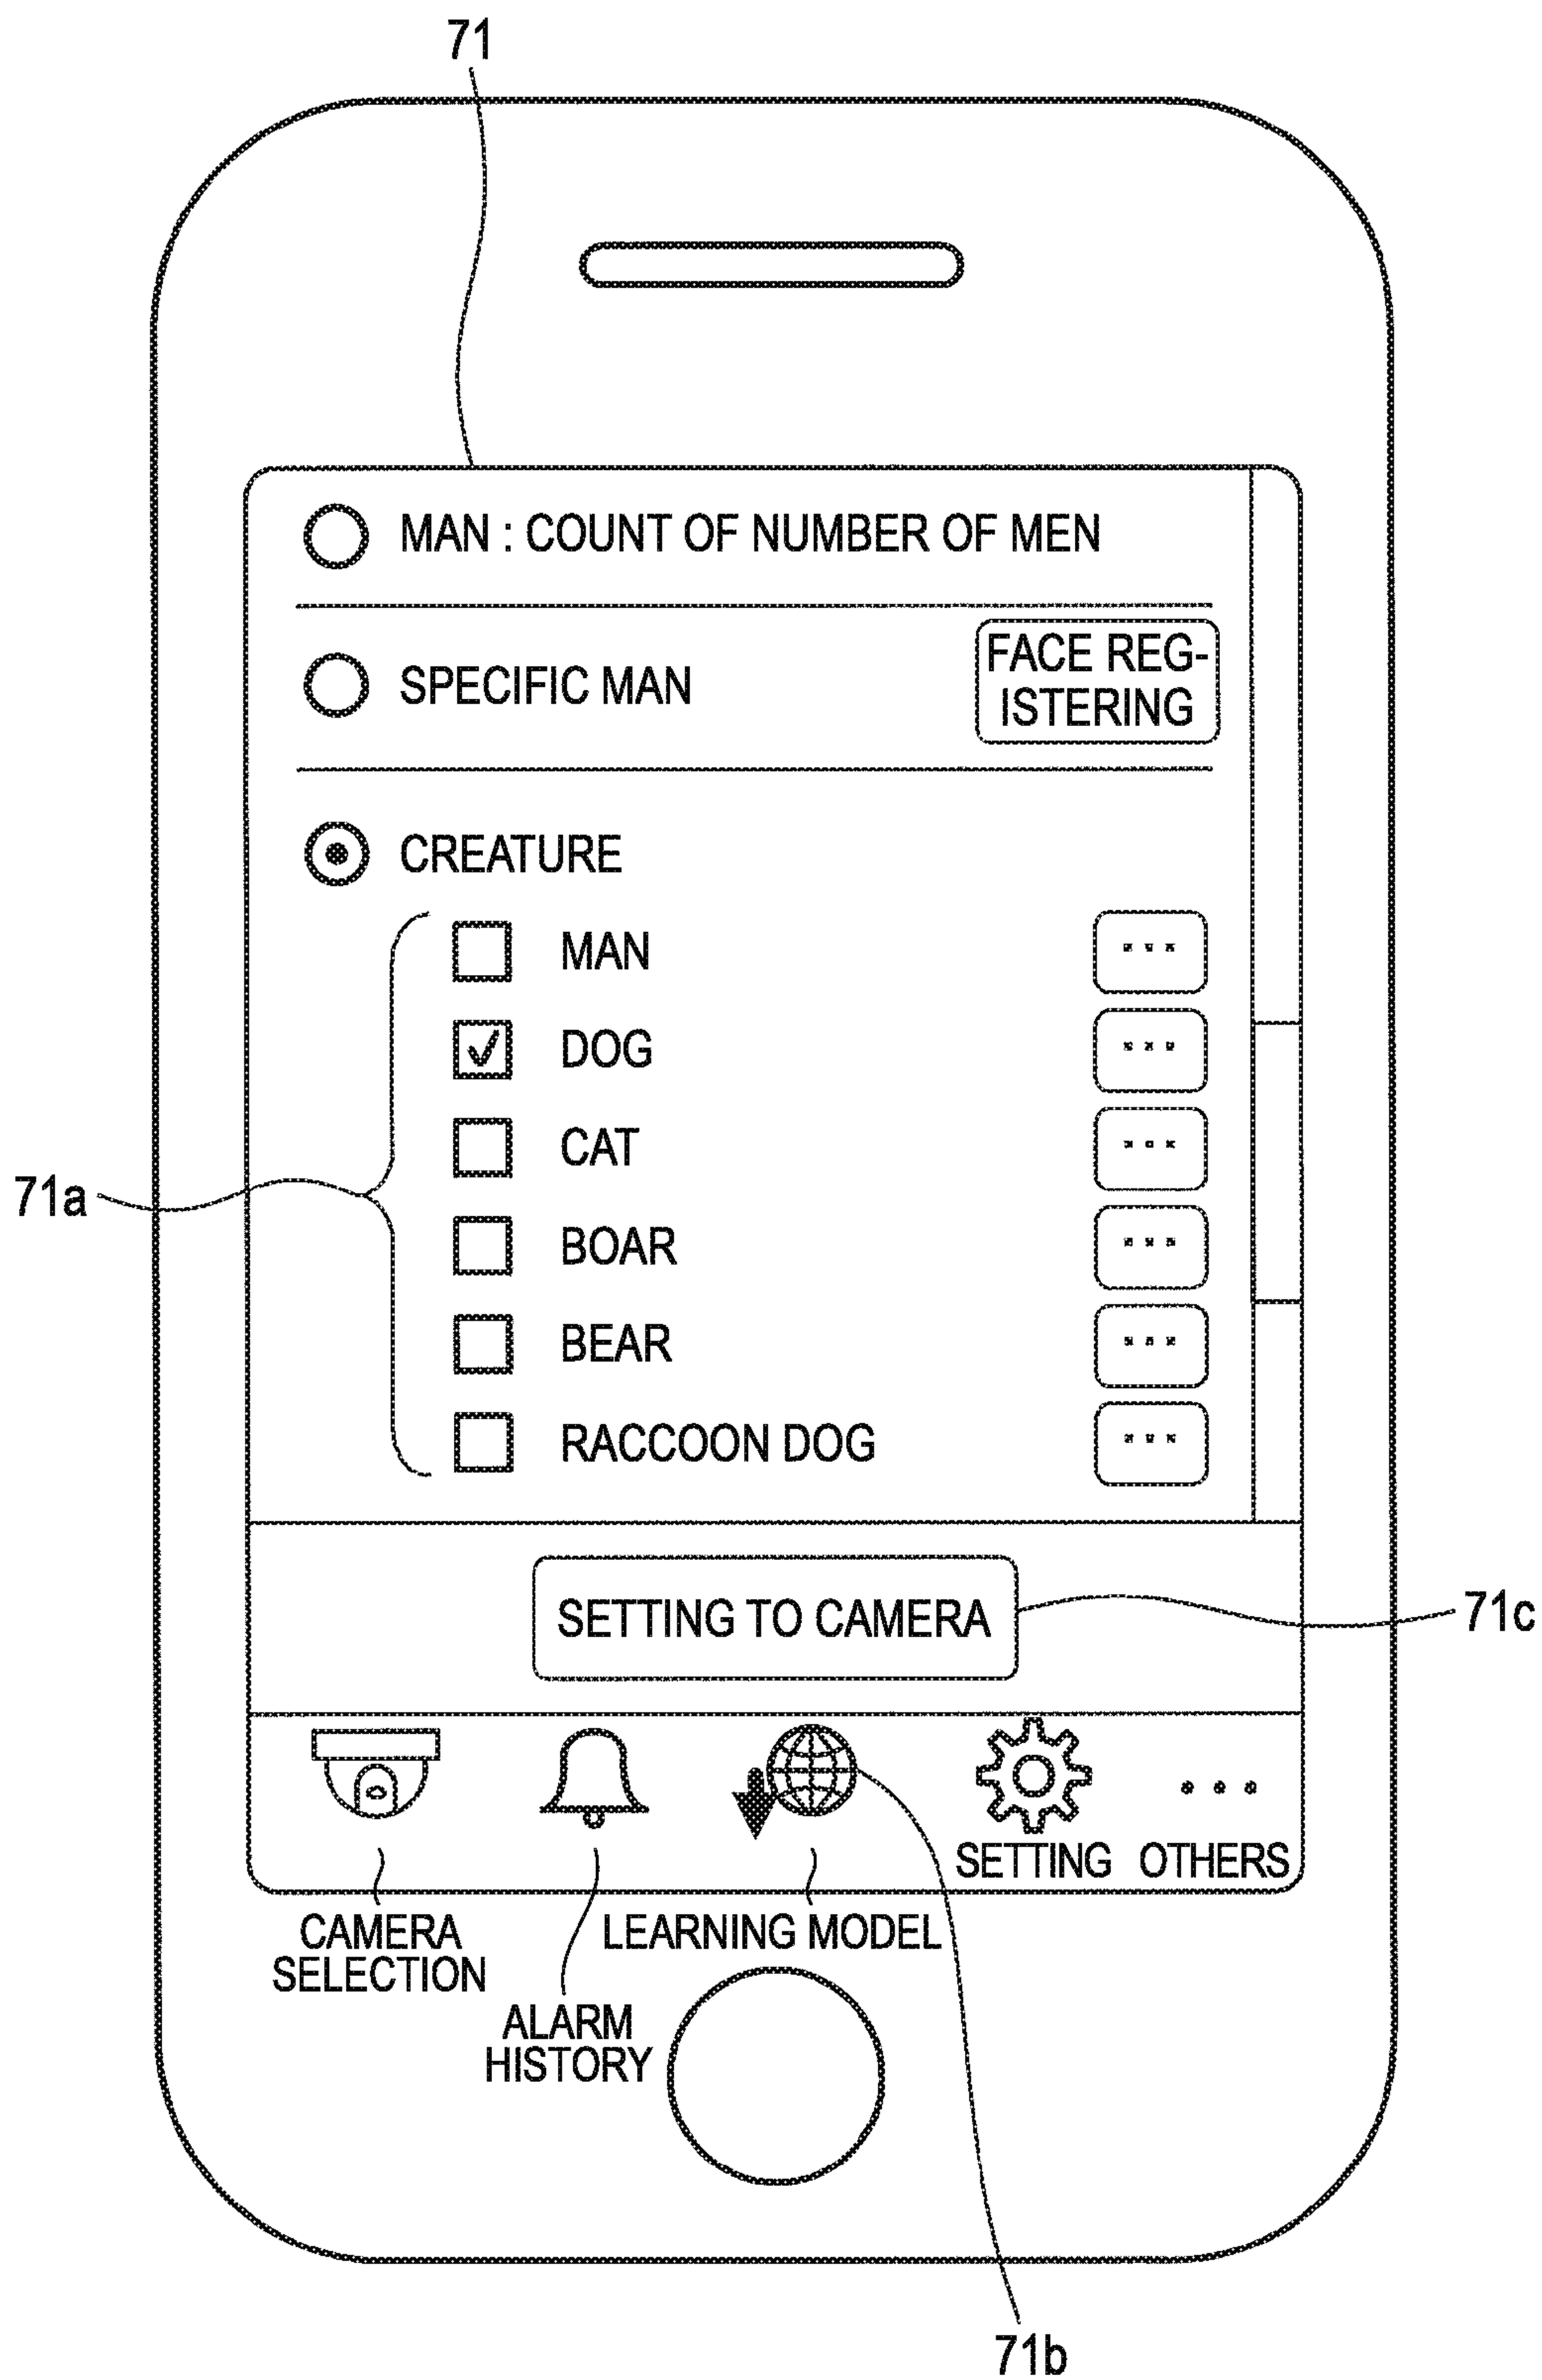 71
MAN : COUNT OF NUMBER OF MEN
SPECIFIC MAN
FACE REG-
ISTERING
CREATURE
MAN
DOG
CAT
71a
BOAR
BEAR
RACCOON DOG
SETTING TO CAMERA
71c
SETTING
OTHERS
CAMERA
SELECTION
LEARNING MODEL
ALARM
HISTORY
71b